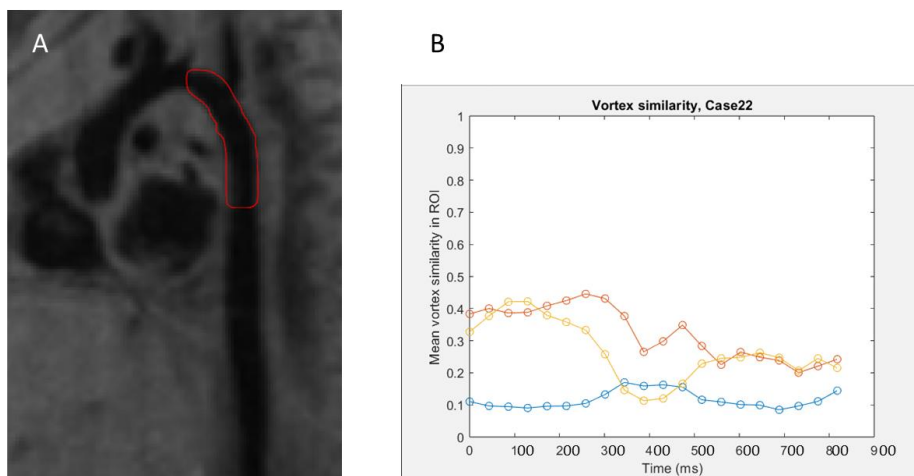 A
B
Vortex similarity, Case22
Mean vortex similarity in ROI
1
0.9
0.8
0.7
0.6
0.5
0.4
0.3
0.2
0.1
0
0 100 200 300 400 500 600 700 800 900
Time (ms)